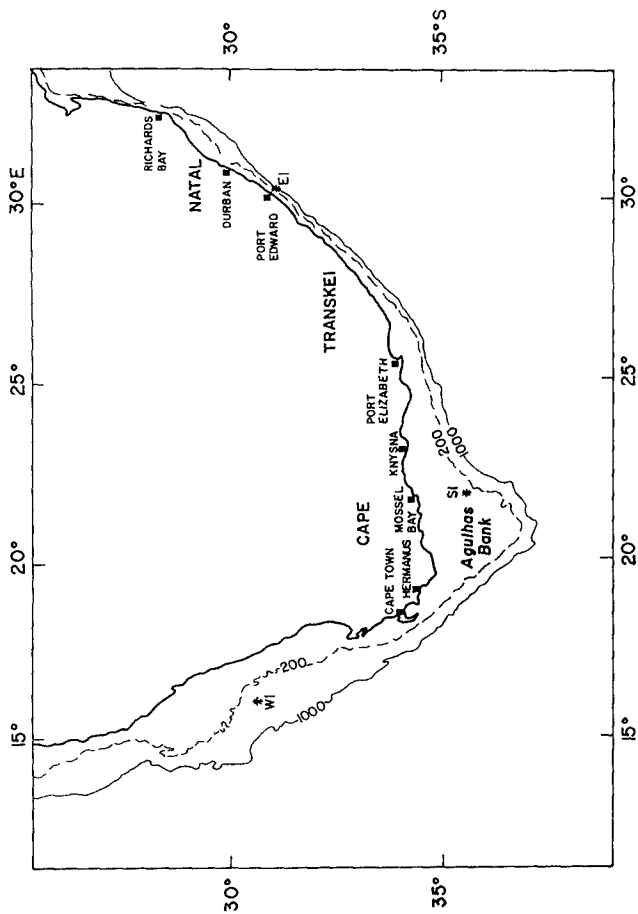 30°
35°S
30°E
25°
20°
15°
RICHARDS
BAY
NATAL
DURBAN
E1
PORT
EDWARD
TRANSKEI
PORT
ELIZABETH
KNYSNA
200
1000
CAPE
MOSSEL
BAY
S1
Agulhas
Bank
CAPE TOWN
HERMANUS
200
W1
1000
30°
25°
20°
15°
30°
35°